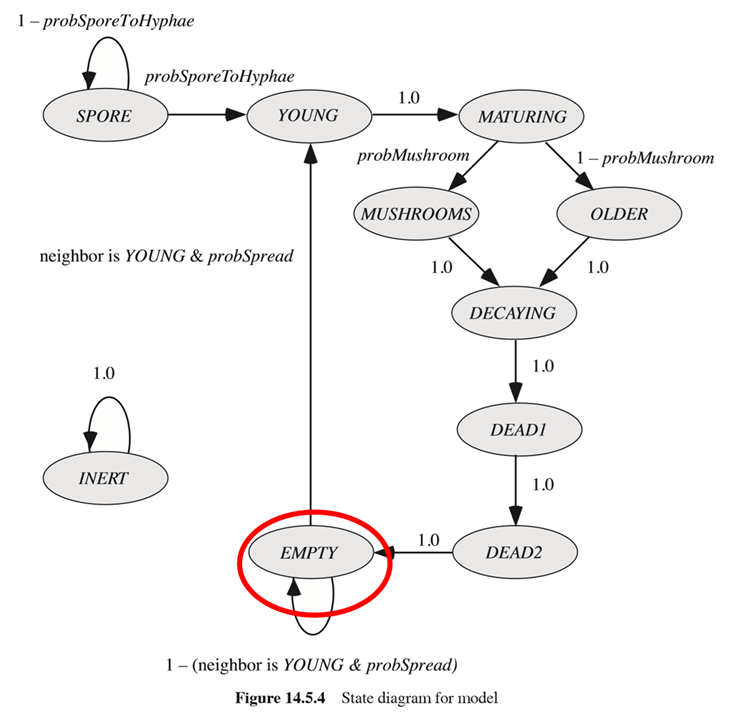 1 – probSporeToHyphae
probSporeToHyphae
SPORE
YOUNG
1.0
MATURING
probMushroom
1 – probMushroom
MUSHROOMS
OLDER
neighbor is YOUNG & probSpread
1.0
1.0
DECAYING
1.0
1.0
DEAD1
INERT
1.0
EMPTY
1.0
DEAD2
1 – (neighbor is YOUNG & probSpread)
Figure 14.5.4 State diagram for model